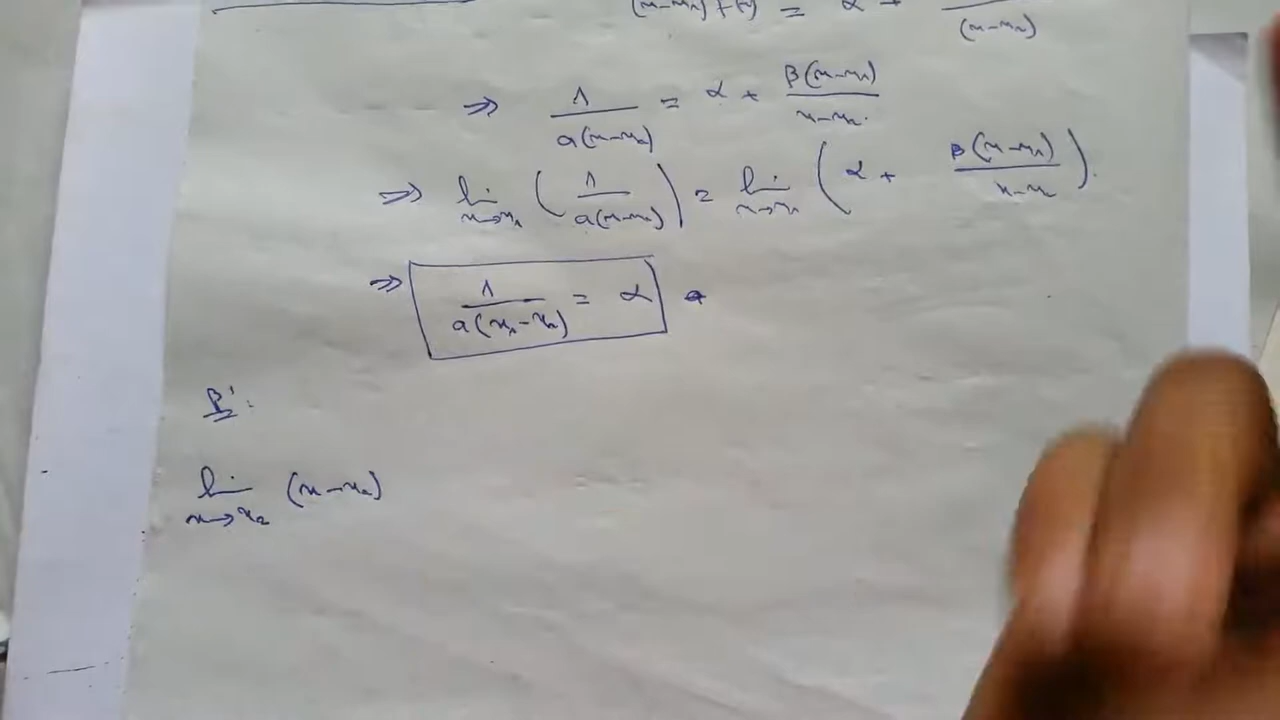 (x-x₁) f(x) = α +
(x-x₂)
⇒ 1/a(x-x₂) = α + β(x-x₁)/x-x₂.
⇒ lim x→x₁ (1/a(x-x₂)) = lim x→x₁ (α + β(x-x₁)/x-x₂).
⇒ 1/a(x₁-x₂) = α
β:
lim x→x₂ (x-x₂)